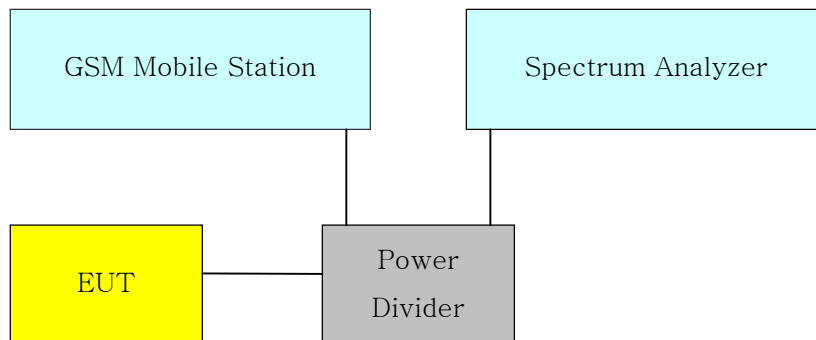 GSM Mobile Station
Spectrum Analyzer
EUT
Power
Divider